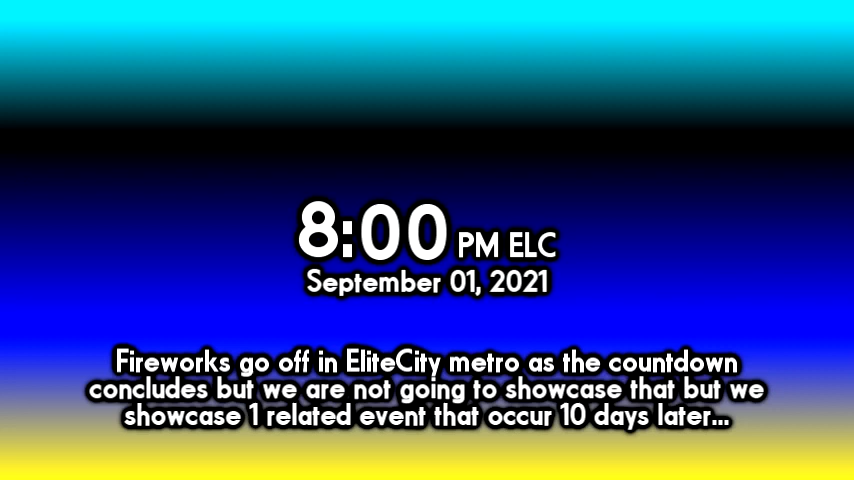 8:00 PM ELC
September 01, 2021
Fireworks go off in EliteCity metro as the countdown
concludes but we are not going to showcase that but we
showcase 1 related event that occur 10 days later...